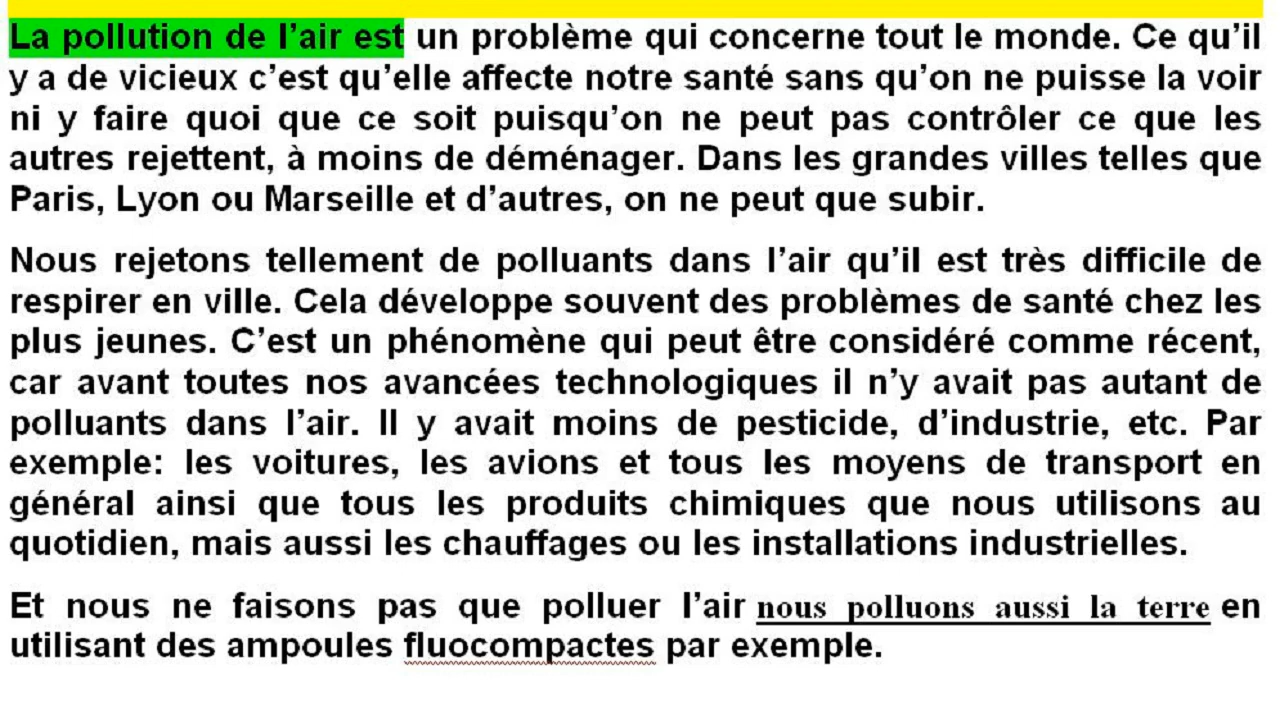 La pollution de l’air est un problème qui concerne tout le monde. Ce qu’il
y a de vicieux c’est qu’elle affecte notre santé sans qu’on ne puisse la voir
ni y faire quoi que ce soit puisqu’on ne peut pas contrôler ce que les
autres rejettent, à moins de déménager. Dans les grandes villes telles que
Paris, Lyon ou Marseille et d’autres, on ne peut que subir.
Nous rejetons tellement de polluants dans l’air qu’il est très difficile de
respirer en ville. Cela développe souvent des problèmes de santé chez les
plus jeunes. C’est un phénomène qui peut être considéré comme récent,
car avant toutes nos avancées technologiques il n’y avait pas autant de
polluants dans l’air. Il y avait moins de pesticide, d’industrie, etc. Par
exemple: les voitures, les avions et tous les moyens de transport en
général ainsi que tous les produits chimiques que nous utilisons au
quotidien, mais aussi les chauffages ou les installations industrielles.
Et nous ne faisons pas que polluer l’air nous polluons aussi la terre en
utilisant des ampoules fluocompactes par exemple.